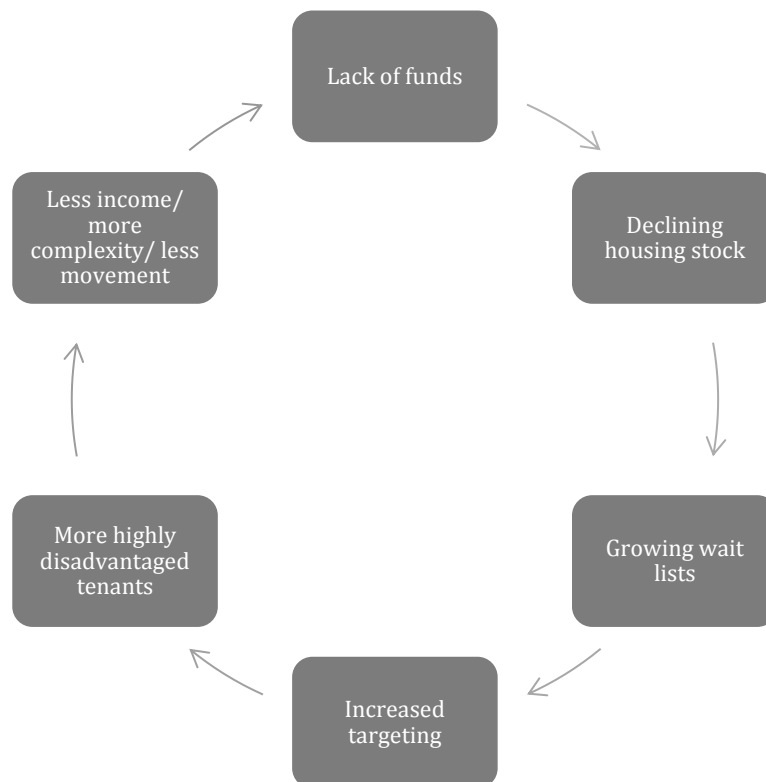 Lack of funds
Declining
housing stock
Growing wait
lists
Increased
targeting
More highly
disadvantaged
tenants
Less income/
more
complexity/ less
movement